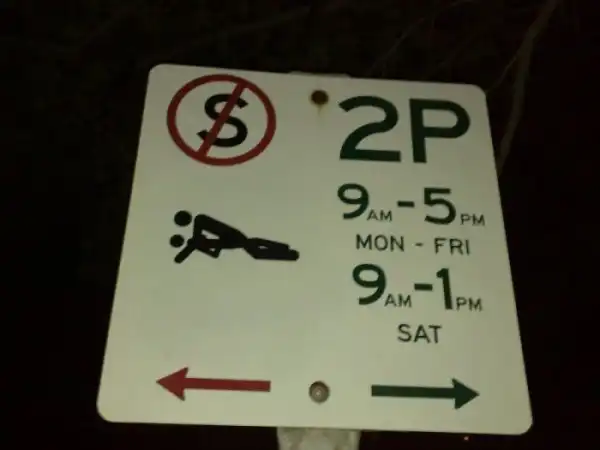 S
2P
9AM-5PM
MON - FRI
9AM-1PM
SAT